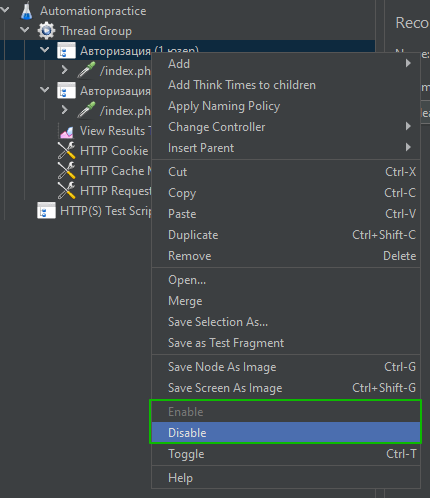 Automationpractice
Thread Group
Авторизация (1 юзер)
/index.ph
Авторизация
/index.ph
View Results
HTTP Cookie
HTTP Cache
HTTP Reques
HTTP(S) Test Scrip
Reco
Add
Add Think Times to children
Apply Naming Policy
Change Controller
Insert Parent
Cut Ctrl-X
Copy Ctrl-C
Paste Ctrl-V
Duplicate Ctrl+Shift-C
Remove Delete
Open...
Merge
Save Selection As...
Save as Test Fragment
Save Node As Image Ctrl-G
Save Screen As Image Ctrl+Shift-G
Enable
Disable
Toggle Ctrl-T
Help